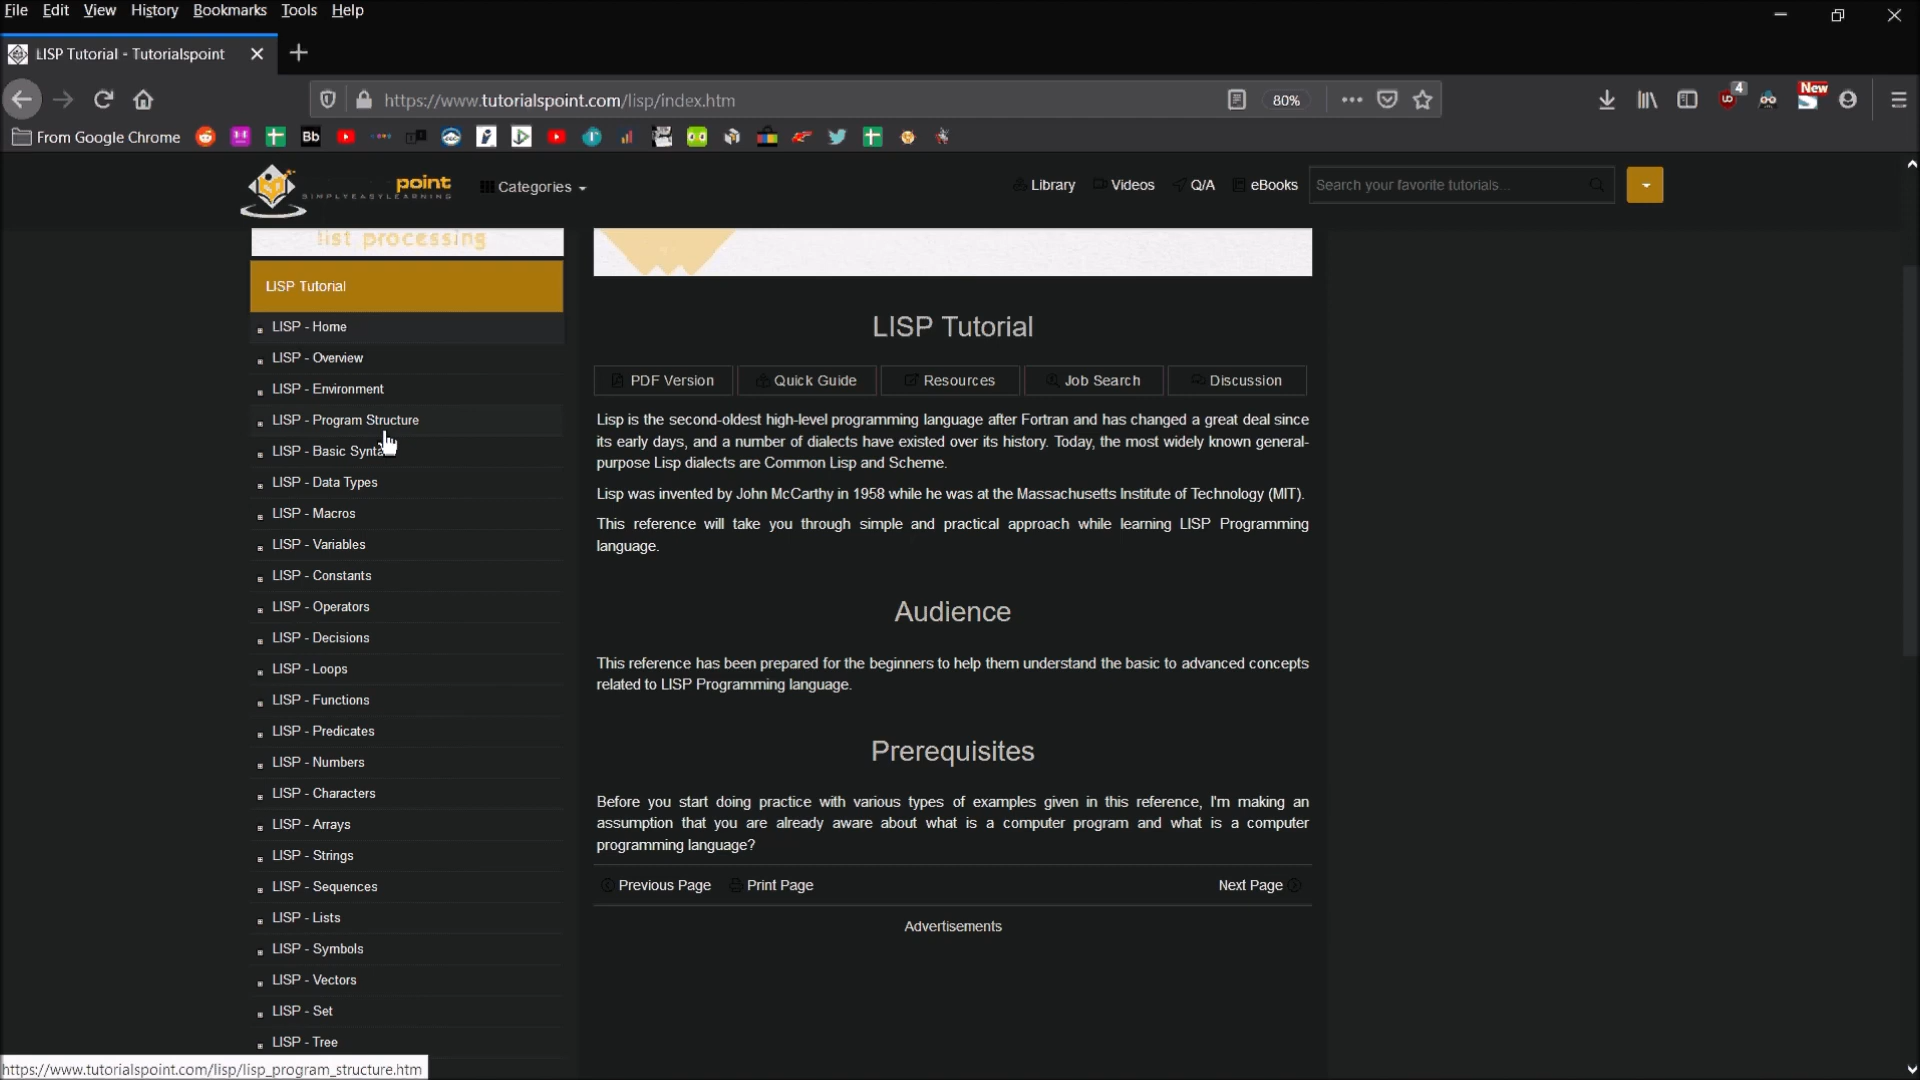 File Edit View History Bookmarks Tools Help
LISP Tutorial - Tutorialspoint
https://www.tutorialspoint.com/lisp/index.htm
80%
4
New
From Google Chrome
Bb
point
SIMPLYEASYLEARNING
Categories
Library Videos Q/A eBooks
Search your favorite tutorials...
list processing
LISP Tutorial
LISP - Home
LISP - Overview
LISP - Environment
LISP - Program Structure
LISP - Basic Synta
LISP - Data Types
LISP - Macros
LISP - Variables
LISP - Constants
LISP - Operators
LISP - Decisions
LISP - Loops
LISP - Functions
LISP - Predicates
LISP - Numbers
LISP - Characters
LISP - Arrays
LISP - Strings
LISP - Sequences
LISP - Lists
LISP - Symbols
LISP - Vectors
LISP - Set
LISP - Tree
LISP Tutorial
PDF Version Quick Guide Resources Job Search Discussion
Lisp is the second-oldest high-level programming language after Fortran and has changed a great deal since
its early days, and a number of dialects have existed over its history. Today, the most widely known general-
purpose Lisp dialects are Common Lisp and Scheme.
Lisp was invented by John McCarthy in 1958 while he was at the Massachusetts Institute of Technology (MIT).
This reference will take you through simple and practical approach while learning LISP Programming
language.
Audience
This reference has been prepared for the beginners to help them understand the basic to advanced concepts
related to LISP Programming language.
Prerequisites
Before you start doing practice with various types of examples given in this reference, I'm making an
assumption that you are already aware about what is a computer program and what is a computer
programming language?
Previous Page Print Page Next Page
Advertisements
https://www.tutorialspoint.com/lisp/lisp_program_structure.htm